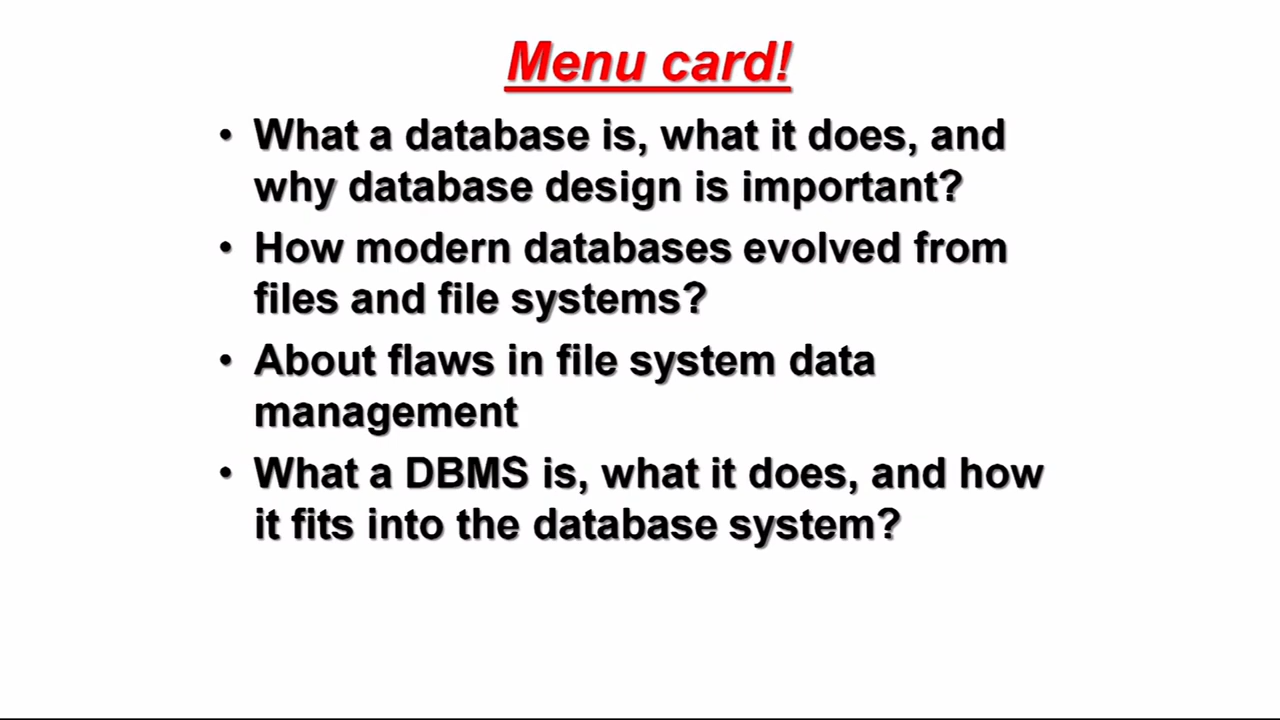 Menu card!
• What a database is, what it does, and
why database design is important?
• How modern databases evolved from
files and file systems?
• About flaws in file system data
management
• What a DBMS is, what it does, and how
it fits into the database system?